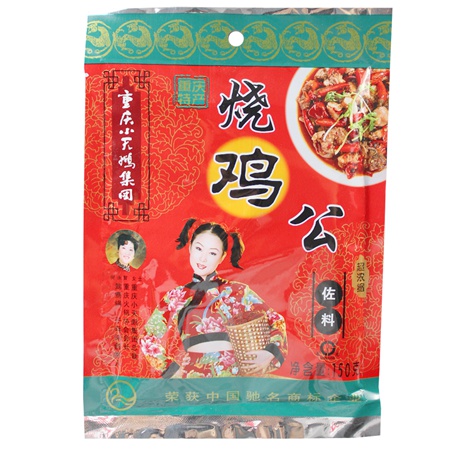 重庆小天鹅集团
重庆
特产
烧
鸡
公
佐料
净含量:150克
荣获中国驰名商标企业